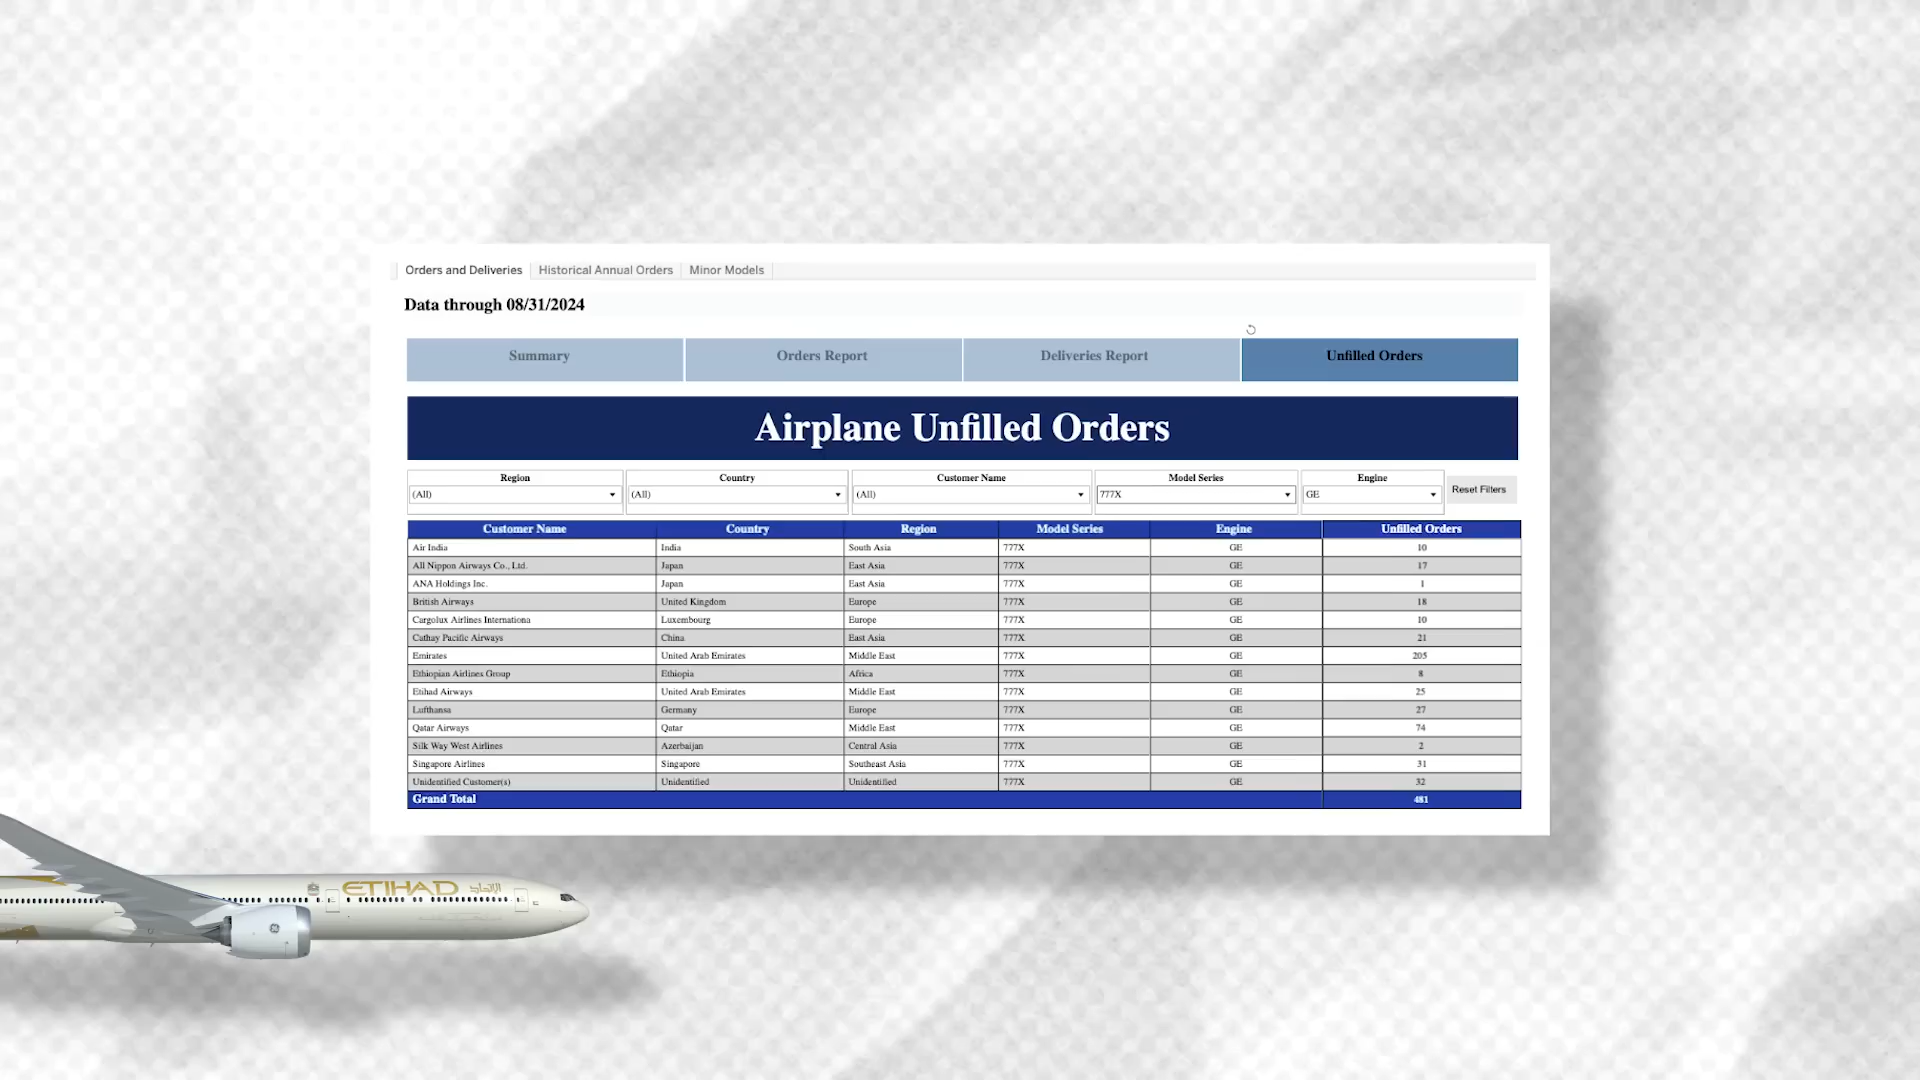 Orders and Deliveries Historical Annual Orders Minor Models
Data through 08/31/2024
Summary Orders Report Deliveries Report Unfilled Orders
Airplane Unfilled Orders
Region Country Customer Name Model Series Engine
(All) (All) (All) 777X GE Reset Filters
Customer Name Country Region Model Series Engine Unfilled Orders
Air India India South Asia 777X GE 10
All Nippon Airways Co., Ltd. Japan East Asia 777X GE 17
ANA Holdings Inc. Japan East Asia 777X GE 1
British Airways United Kingdom Europe 777X GE 18
Cargolux Airlines Internationa Luxembourg Europe 777X GE 10
Cathay Pacific Airways China East Asia 777X GE 21
Emirates United Arab Emirates Middle East 777X GE 205
Ethiopian Airlines Group Ethiopia Africa 777X GE 8
Etihad Airways United Arab Emirates Middle East 777X GE 25
Lufthansa Germany Europe 777X GE 27
Qatar Airways Qatar Middle East 777X GE 74
Silk Way West Airlines Azerbaijan Central Asia 777X GE 2
Singapore Airlines Singapore Southeast Asia 777X GE 31
Unidentified Customer(s) Unidentified Unidentified 777X GE 32
Grand Total 481
ETIHAD الإتحاد